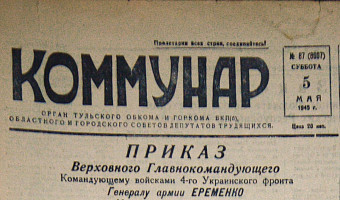 Пролетарии всех стран, соединяйтесь!
КОММУНАР
ОРГАН ТУЛЬСКОГО ОБКОМА И ГОРКОМА ВКП(б),
ОБЛАСТНОГО И ГОРОДСКОГО СОВЕТОВ ДЕПУТАТОВ ТРУДЯЩИХСЯ.
№ 87 (8607)
СУББОТА
5
МАЯ
1945 г.
Цена 20 коп.
ПРИКАЗ
Верховного Главнокомандующего
Командующему войсками 4-го Украинского фронта
Генералу армии ЕРЕМЕНКО